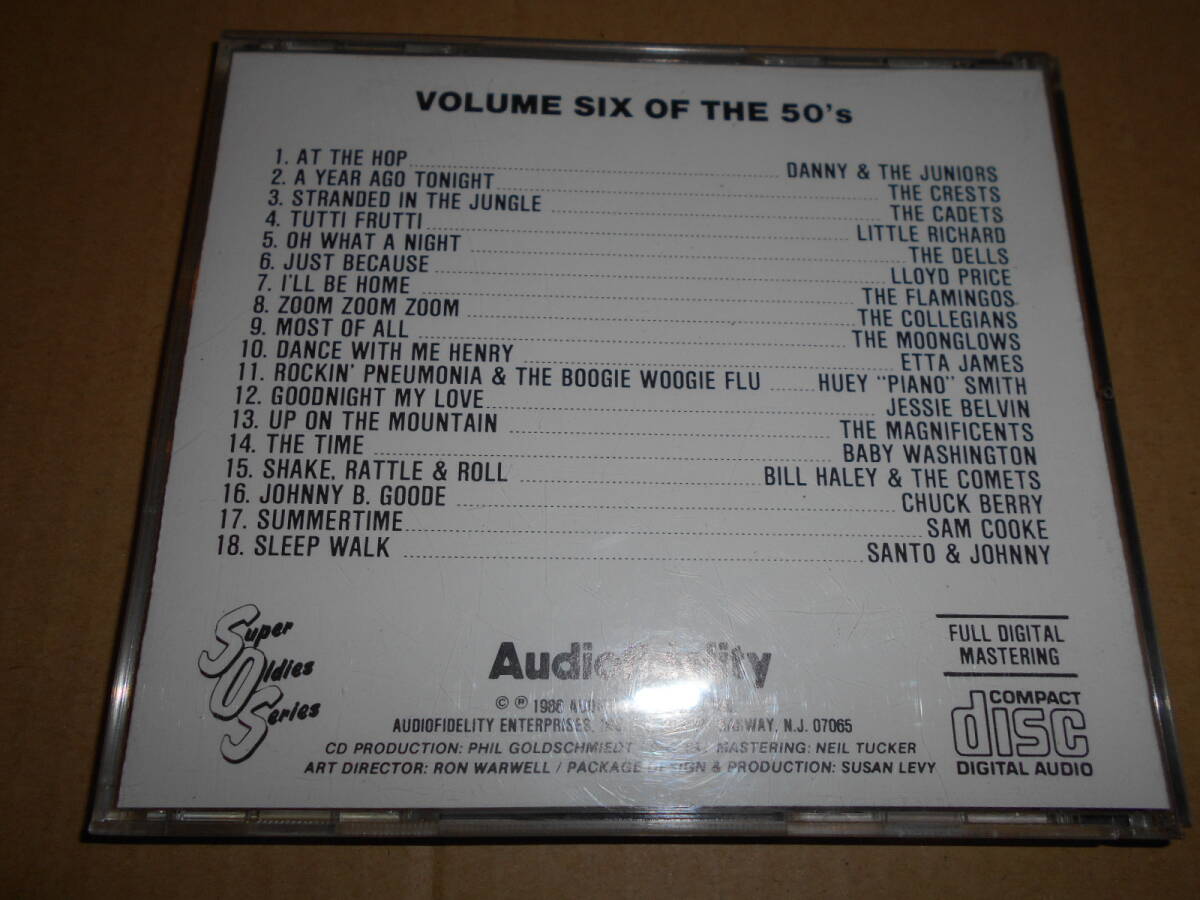 VOLUME SIX OF THE 50's
1. AT THE HOP DANNY & THE JUNIORS
2. A YEAR AGO TONIGHT THE CRESTS
3. STRANDED IN THE JUNGLE THE CADETS
4. TUTTI FRUTTI LITTLE RICHARD
5. OH WHAT A NIGHT THE DELLS
6. JUST BECAUSE LLOYD PRICE
7. I'LL BE HOME THE FLAMINGOS
8. ZOOM ZOOM ZOOM THE COLLEGIANS
9. MOST OF ALL THE MOONGLOWS
10. DANCE WITH ME HENRY ETTA JAMES
11. ROCKIN' PNEUMONIA & THE BOOGIE WOOGIE FLU HUEY "PIANO" SMITH
12. GOODNIGHT MY LOVE JESSIE BELVIN
13. UP ON THE MOUNTAIN THE MAGNIFICENTS
14. THE TIME BABY WASHINGTON
15. SHAKE, RATTLE & ROLL BILL HALEY & THE COMETS
16. JOHNNY B. GOODE CHUCK BERRY
17. SUMMERTIME SAM COOKE
18. SLEEP WALK SANTO & JOHNNY
Super
Oldies
Series
Audiofidelity
FULL DIGITAL
MASTERING
© ℗ 1986
AUDIOFIDELITY ENTERPRISES, N.J. 07065
CD PRODUCTION: PHIL GOLDSCHMIEDT MASTERING: NEIL TUCKER
ART DIRECTOR: RON WARWELL / PACKAGE DESIGN & PRODUCTION: SUSAN LEVY
COMPACT
disc
DIGITAL AUDIO